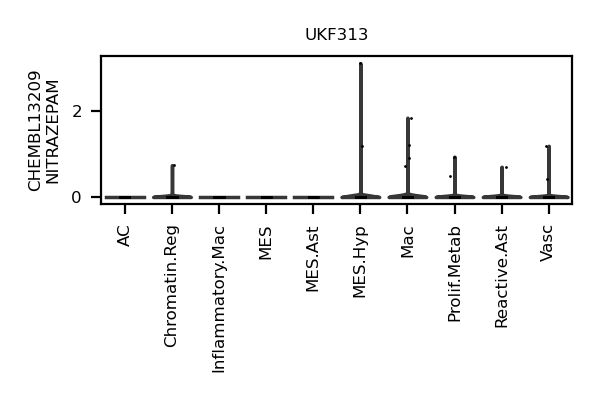 UKF313
CHEMBL13209
NITRAZEPAM
2
0
AC
Chromatin.Reg
Inflammatory.Mac
MES
MES.Ast
MES.Hyp
Mac
Prolif.Metab
Reactive.Ast
Vasc